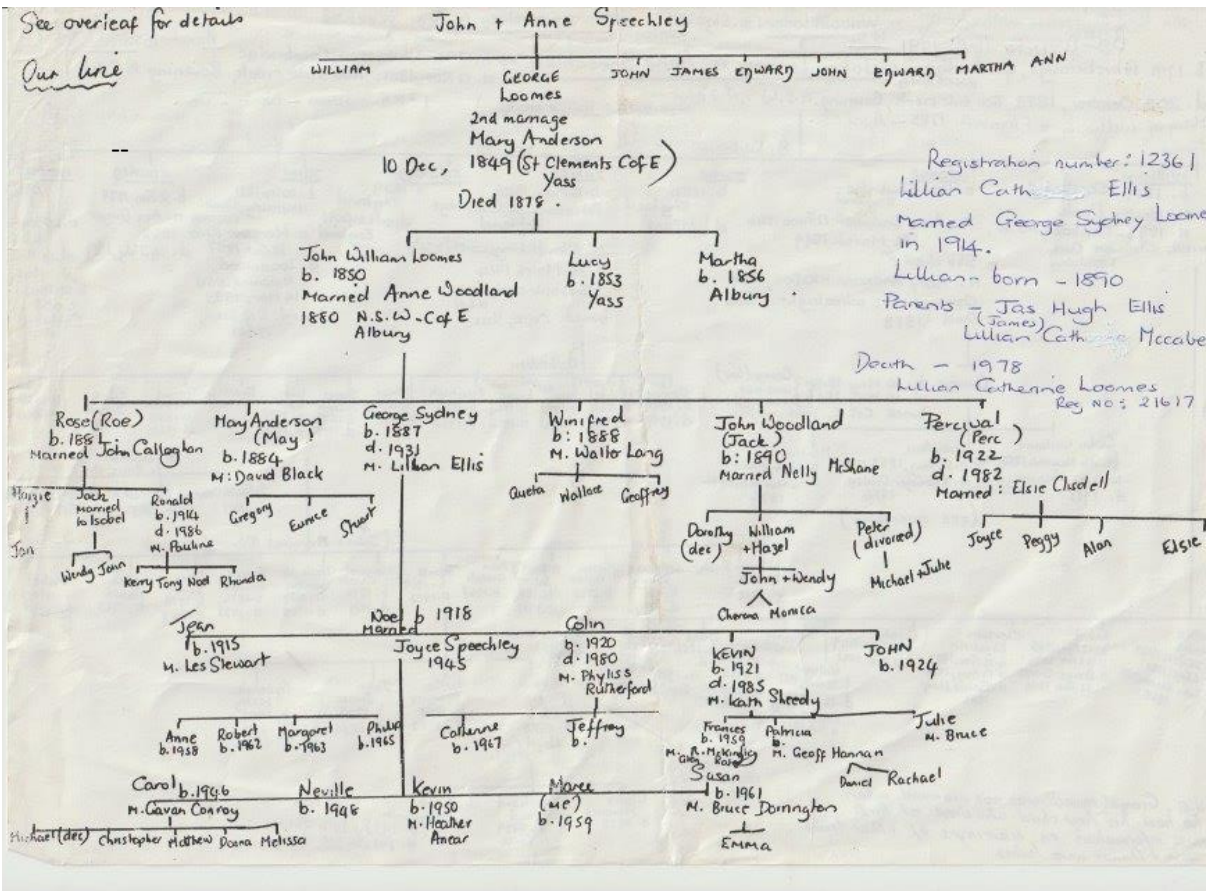 See overleaf for details
John + Anne Speechley
Our line
WILLIAM
GEORGE
Loomes
JOHN
JAMES
EDWARD
JOHN
EDWARD
MARTHA ANN
2nd marriage
Mary Anderson
10 Dec, 1849 (St Clements C of E)
Yass
Died 1878.
Registration number: 12361
Lillian Cath Ellis
Married George Sydney Loome
in 1914.
Lillian - born - 1890
Parents - Jas Hugh Ellis
(James)
Lillian Cath Mccabe
Death - 1978
Lillian Catherine Loomes
Reg No: 21617
John William Loomes
b. 1850
Married Anne Woodland
1880 N.S.W - C of E
Albury
Lucy
b. 1853
Yass
Martha
b. 1856
Albury.
Rose (Roe)
b. 1881
Married John Callaghan
May Anderson
(May)
b. 1884
M: David Black
George Sydney
b. 1887
d. 1931
M. Lillian Ellis
Winifred
b: 1888
M. Walter Lang
John Woodland
(Jack)
b: 1890
Married Nelly McShane
Percival
(Perc)
b. 1922
d. 1982
Married: Elsie Clsdell
Margie
Jan
Jack
Married
to Isobel
Ronald
b. 1914
d. 1986
M. Pauline
Wendy John
Kerry Tony Noel Rhonda
Gregory
Eunice
Stuart
Queta
Wallace
Geoffrey
Dorothy
(dec)
William
+ Hazel
Peter
(divorced)
John + Wendy
Michael + Julie
Monica
Joyce
Peggy
Alan
Elsie
Jean
b. 1915
M. Les Stewart
Noel b 1918
Married
Joyce Speechley
1945
Colin
b. 1920
d. 1980
M. Phyliss
Rutherford
KEVIN
b. 1921
d. 1985
M. Kath Sheedy
JOHN
b. 1924
Anne
b. 1958
Robert
b. 1962
Margaret
b. 1963
Philip
b. 1965
Catherine
b. 1967
Jeffrey
b.
Frances
b. 1959
Patricia
b.
M. Geoff Hannan
Julie
M. Bruce
Daniel Rachael
Carol b. 1946
M. Gavan Conroy
Neville
b. 1948
Kevin
b. 1950
M. Heather
Ancar
Maree
(me)
b. 1959
Susan
b. 1961
M. Bruce Dorrington
EMMA
Michael (dec) Christopher Matthew Donna Melissa